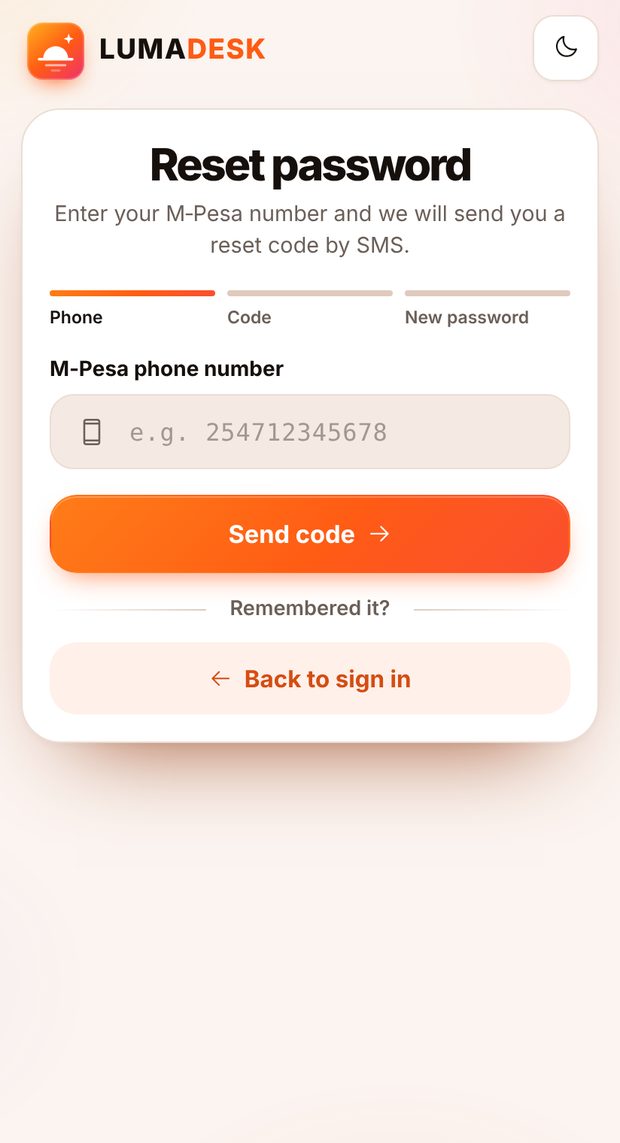 LUMADESK
Reset password
Enter your M-Pesa number and we will send you a
reset code by SMS.
Phone
Code
New password
M-Pesa phone number
e.g. 254712345678
Send code →
Remembered it?
← Back to sign in